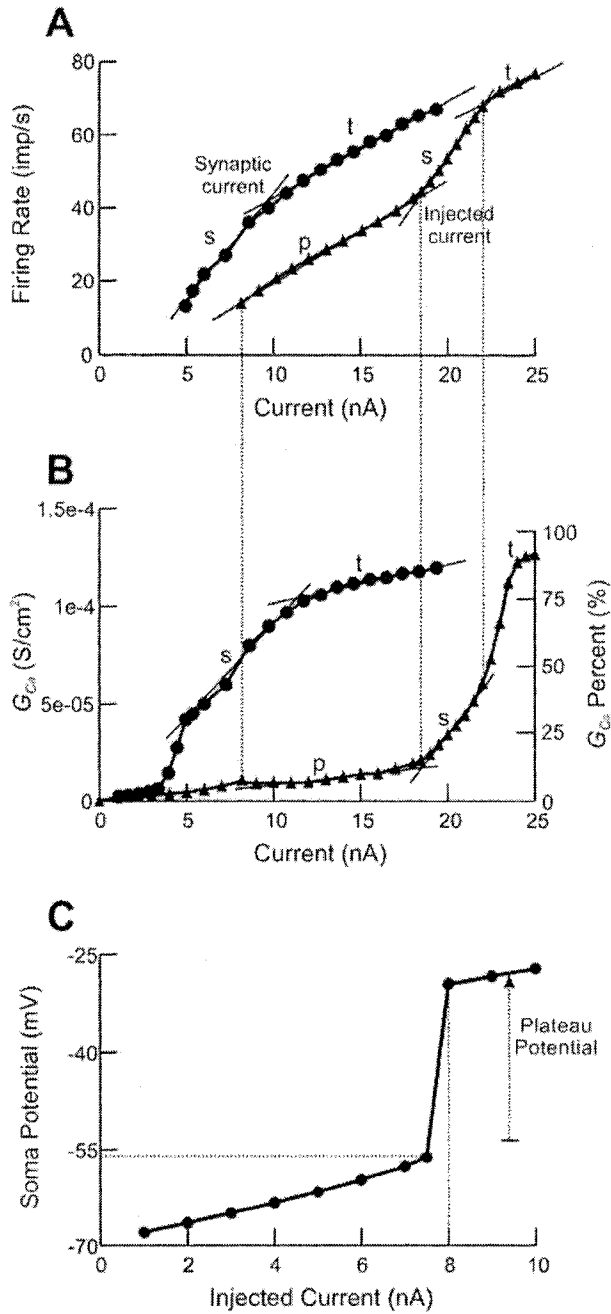 A
80
60
40
20
0
Firing Rate (imp/s)
t
t
Synaptic
current
s
s
p
Injected
current
0 5 10 15 20 25
Current (nA)
B
1.5e-4
1e-4
5e-05
0
G_Ca (S/cm²)
100
75
50
25
0
G_Ca Percent (%)
t
t
s
s
p
0 5 10 15 20 25
Current (nA)
C
-25
-40
-55
-70
Soma Potential (mV)
Plateau
Potential
0 2 4 6 8 10
Injected Current (nA)